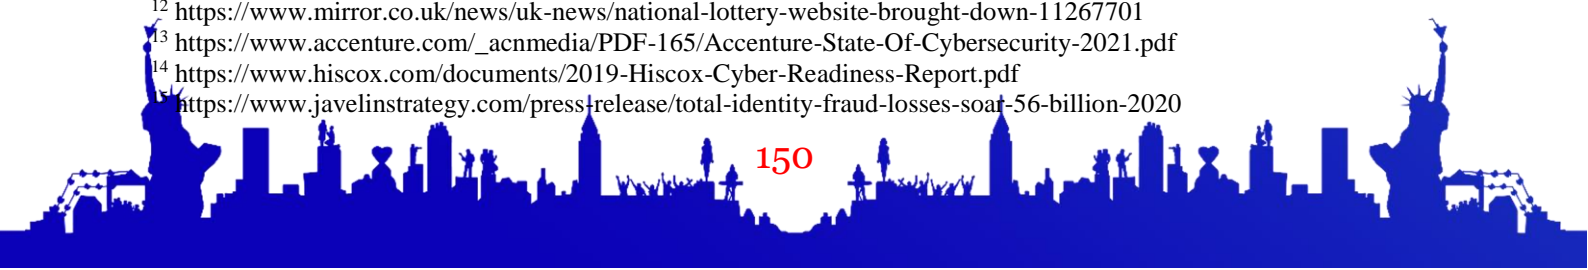 12 https://www.mirror.co.uk/news/uk-news/national-lottery-website-brought-down-11267701
13 https://www.accenture.com/_acnmedia/PDF-165/Accenture-State-Of-Cybersecurity-2021.pdf
14 https://www.hiscox.com/documents/2019-Hiscox-Cyber-Readiness-Report.pdf
15 https://www.javelinstrategy.com/press-release/total-identity-fraud-losses-soar-56-billion-2020
150